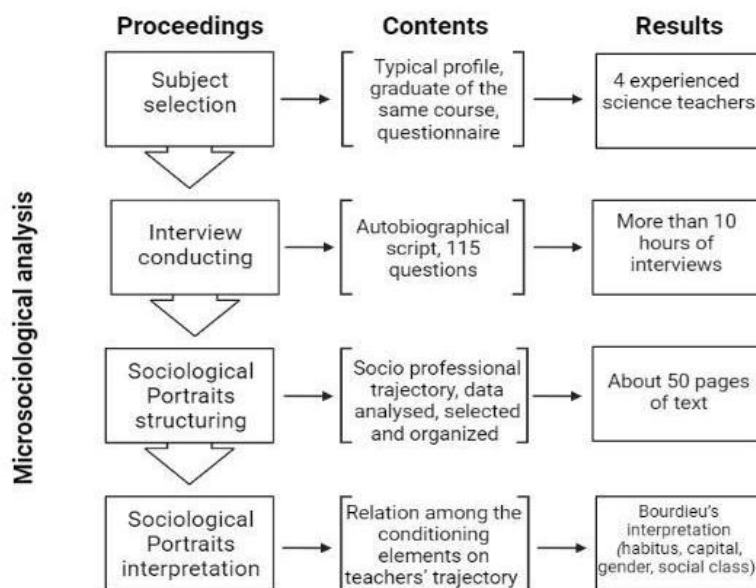 Proceedings
Contents
Results
Microsociological analysis
Subject
selection
Typical profile,
graduate of the
same course,
questionnaire
4 experienced
science teachers
Interview
conducting
Autobiographical
script, 115
questions
More than 10
hours of
interviews
Sociological
Portraits
structuring
Socio professional
trajectory, data
analysed, selected
and organized
About 50 pages
of text
Sociological
Portraits
interpretation
Relation among the
conditioning
elements on
teachers' trajectory
Bourdieu's
interpretation
(habitus, capital,
gender, social class)